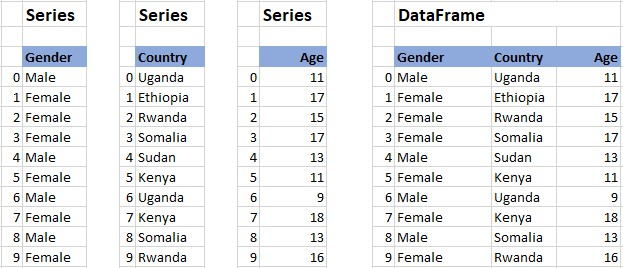 Series Series Series DataFrame
Gender Country Age Gender Country Age
0 Male 0 Uganda 0 11 0 Male Uganda 11
1 Female 1 Ethiopia 1 17 1 Female Ethiopia 17
2 Female 2 Rwanda 2 15 2 Female Rwanda 15
3 Female 3 Somalia 3 17 3 Female Somalia 17
4 Male 4 Sudan 4 13 4 Male Sudan 13
5 Female 5 Kenya 5 11 5 Female Kenya 11
6 Male 6 Uganda 6 9 6 Male Uganda 9
7 Female 7 Kenya 7 18 7 Female Kenya 18
8 Male 8 Somalia 8 13 8 Male Somalia 13
9 Female 9 Rwanda 9 16 9 Female Rwanda 16